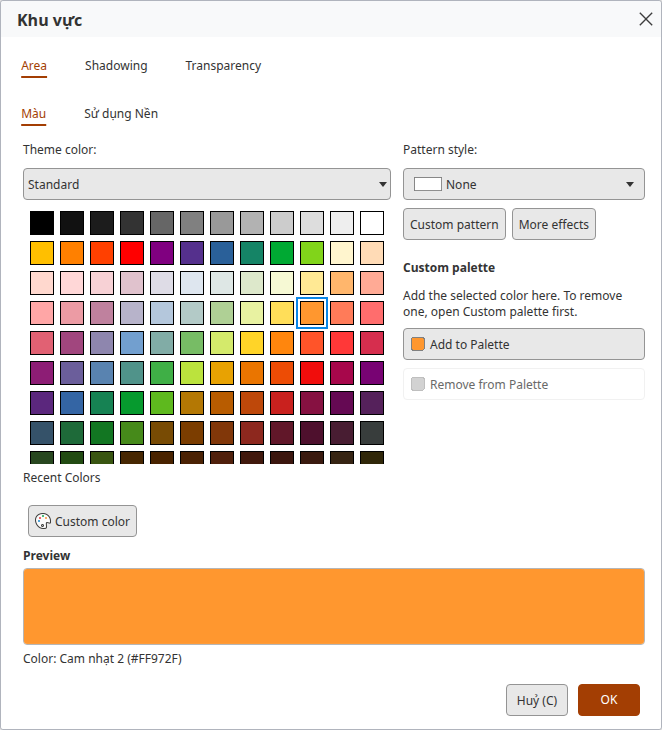 Khu vực
Area Shadowing Transparency
Màu Sử dụng Nền
Theme color:
Standard
Pattern style:
None
Custom pattern More effects
Custom palette
Add the selected color here. To remove
one, open Custom palette first.
Add to Palette
Remove from Palette
Recent Colors
Custom color
Preview
Color: Cam nhạt 2 (#FF972F)
Huỷ (C) OK